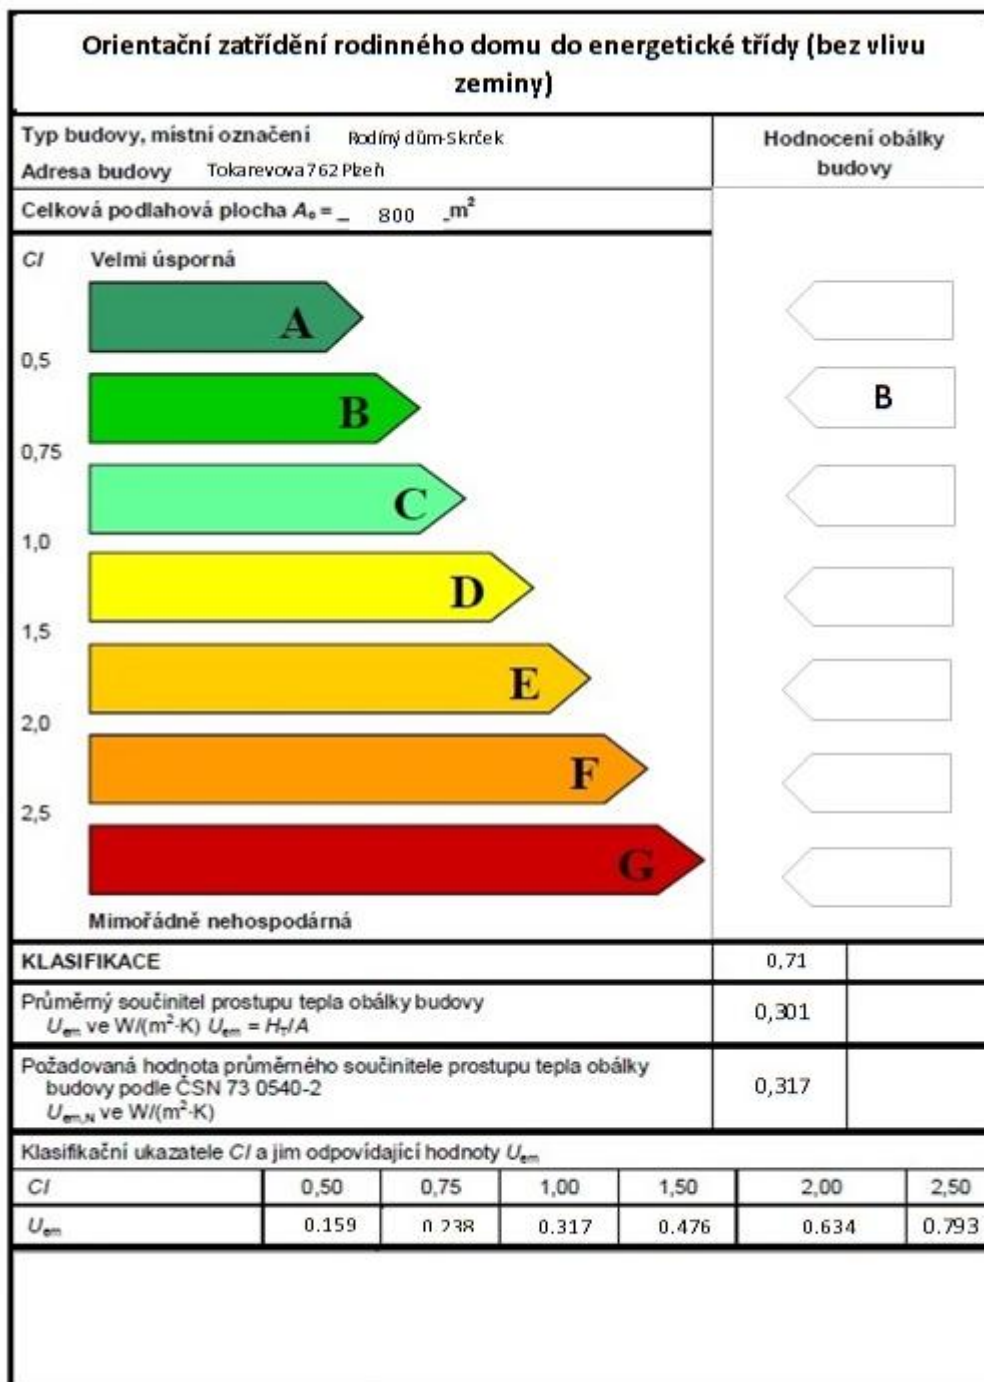 Orientační zatřídění rodinného domu do energetické třídy (bez vlivu
zeminy)
Typ budovy, místní označení Rodíný dům-Skrček
Adresa budovy Tokarevova 762 Plzeň
Hodnocení obálky
budovy
Celková podlahová plocha Ac = _ 800 _m²
CI Velmi úsporná
A
0,5
B
B
0,75
C
1,0
D
1,5
E
2,0
F
2,5
G
Mimořádně nehospodárná
KLASIFIKACE 0,71
Průměrný součinitel prostupu tepla obálky budovy
Uem ve W/(m²·K) Uem = HT/A 0,301
Požadovaná hodnota průměrného součinitele prostupu tepla obálky
budovy podle ČSN 73 0540-2
Uem,N ve W/(m²·K) 0,317
Klasifikační ukazatele CI a jim odpovídající hodnoty Uem
CI 0,50 0,75 1,00 1,50 2,00 2,50
Uem 0.159 0.238 0.317 0.476 0.634 0.793